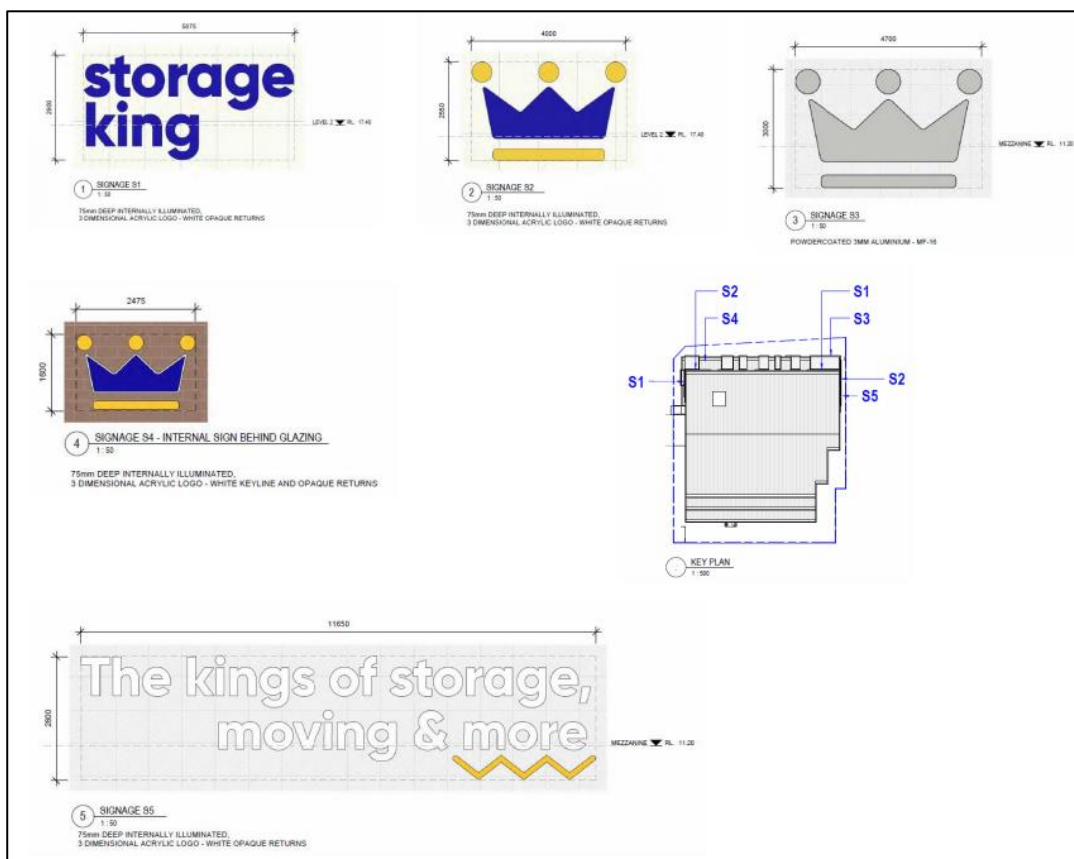 5075
2900
storage
king
LEVEL 2 RL. 17.40
1 SIGNAGE S1
1 : 50
75mm DEEP INTERNALLY ILLUMINATED,
3 DIMENSIONAL ACRYLIC LOGO - WHITE OPAQUE RETURNS
4000
2550
LEVEL 2 RL. 17.40
2 SIGNAGE S2
1 : 50
75mm DEEP INTERNALLY ILLUMINATED,
3 DIMENSIONAL ACRYLIC LOGO - WHITE OPAQUE RETURNS
4700
3000
MEZZANINE RL. 11.20
3 SIGNAGE S3
1 : 50
POWDERCOATED 3MM ALUMINIUM - MF-16
2475
1600
4 SIGNAGE S4 - INTERNAL SIGN BEHIND GLAZING
1 : 50
75mm DEEP INTERNALLY ILLUMINATED,
3 DIMENSIONAL ACRYLIC LOGO - WHITE KEYLINE AND OPAQUE RETURNS
S2 S1
S4 S3
S1 S2
S5
KEY PLAN
1 : 500
11650
2800
The kings of storage,
moving & more
MEZZANINE RL. 11.20
5 SIGNAGE S5
1 : 50
75mm DEEP INTERNALLY ILLUMINATED,
3 DIMENSIONAL ACRYLIC LOGO - WHITE OPAQUE RETURNS